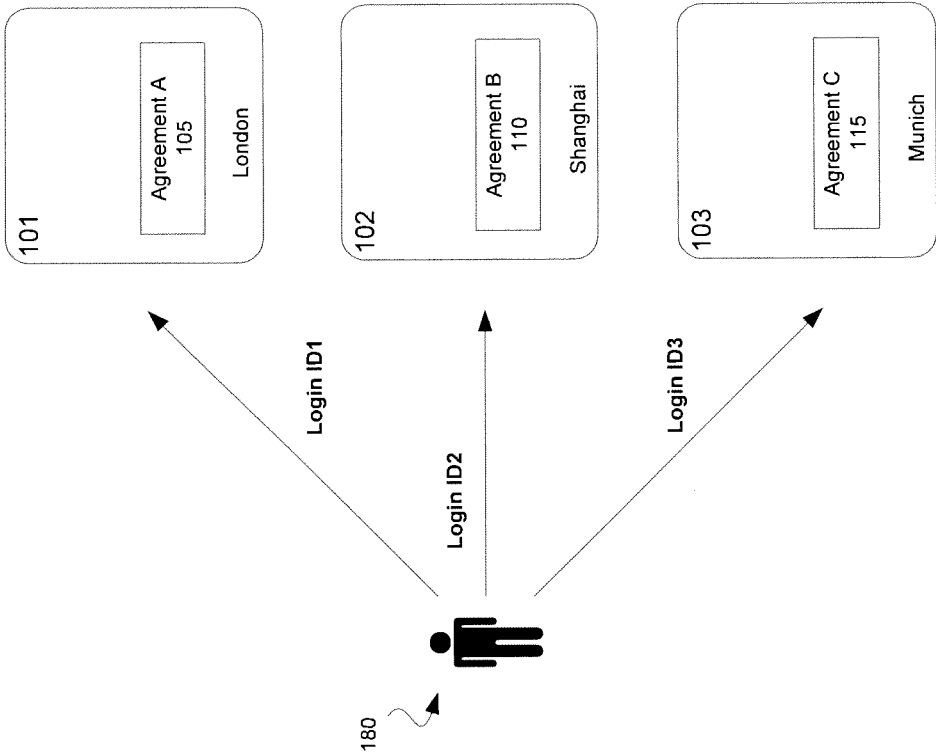 101
Agreement A
105
London
102
Agreement B
110
Shanghai
103
Agreement C
115
Munich
Login ID1
Login ID2
Login ID3
180